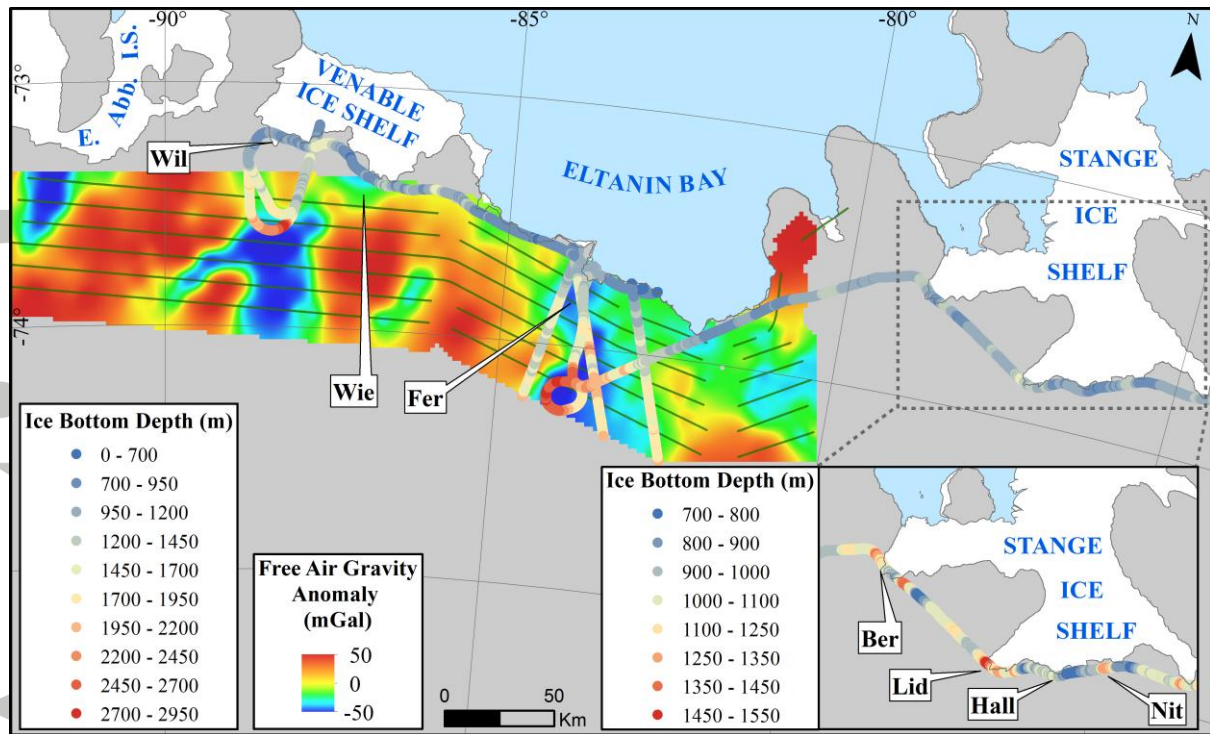 -90°
-85°
-80°
N
-73°
-74°
E. Abb. I.S.
VENABLE
ICE SHELF
Wil
ELTANIN BAY
STANGE
ICE
SHELF
Wie
Fer
Ice Bottom Depth (m)
0 - 700
700 - 950
950 - 1200
1200 - 1450
1450 - 1700
1700 - 1950
1950 - 2200
2200 - 2450
2450 - 2700
2700 - 2950
Free Air Gravity
Anomaly
(mGal)
50
0
-50
0
50
Km
Ice Bottom Depth (m)
700 - 800
800 - 900
900 - 1000
1000 - 1100
1100 - 1250
1250 - 1350
1350 - 1450
1450 - 1550
STANGE
ICE
SHELF
Ber
Lid
Hall
Nit